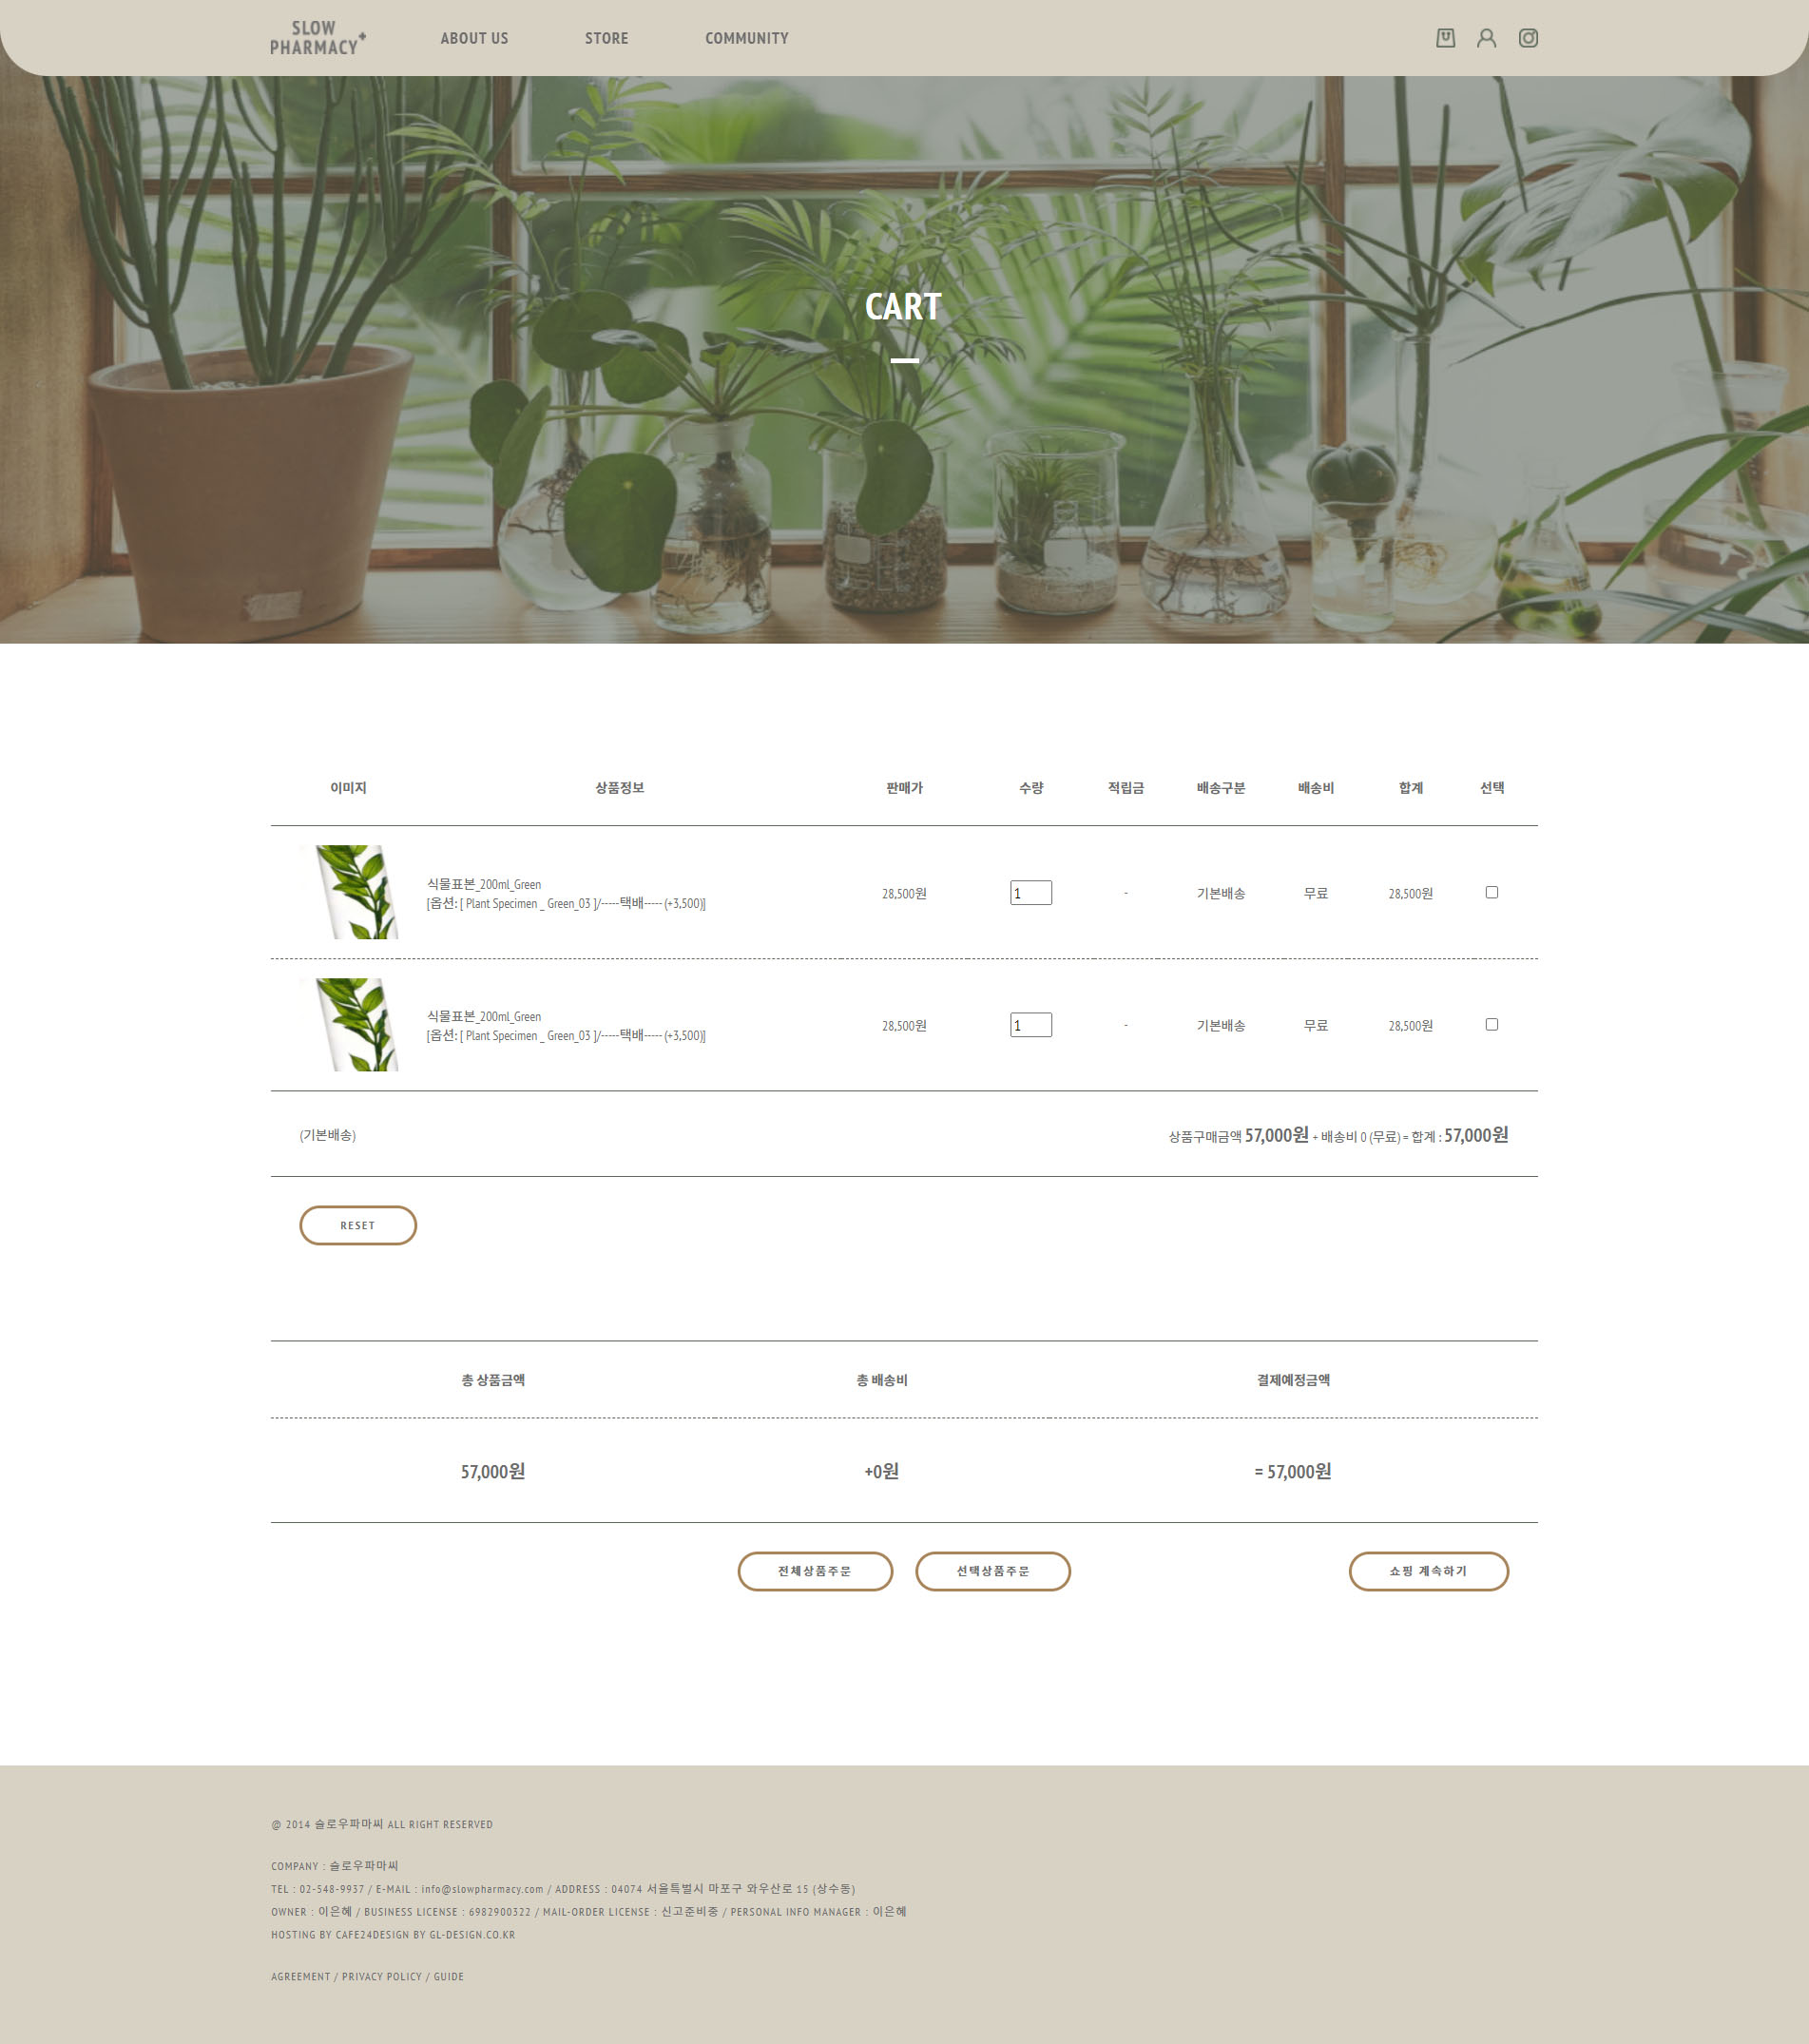 SLOW
PHARMACY+
ABOUT US
STORE
COMMUNITY
CART
이미지 상품정보 판매가 수량 적립금 배송구분 배송비 합계 선택
식물표본_200ml_Green
[옵션: [ Plant Specimen _ Green_03 ]/-----택배----- (+3,500)]
28,500원 1 - 기본배송 무료 28,500원
식물표본_200ml_Green
[옵션: [ Plant Specimen _ Green_03 ]/-----택배----- (+3,500)]
28,500원 1 - 기본배송 무료 28,500원
(기본배송) 상품구매금액 57,000원 + 배송비 0 (무료) = 합계 : 57,000원
RESET
총 상품금액 총 배송비 결제예정금액
57,000원 +0원 = 57,000원
전체상품주문 선택상품주문 쇼핑 계속하기
@ 2014 슬로우파마씨 ALL RIGHT RESERVED
COMPANY : 슬로우파마씨
TEL : 02-548-9937 / E-MAIL : info@slowpharmacy.com / ADDRESS : 04074 서울특별시 마포구 와우산로 15 (상수동)
OWNER : 이은혜 / BUSINESS LICENSE : 6982900322 / MAIL-ORDER LICENSE : 신고준비중 / PERSONAL INFO MANAGER : 이은혜
HOSTING BY CAFE24DESIGN BY GL-DESIGN.CO.KR
AGREEMENT / PRIVACY POLICY / GUIDE